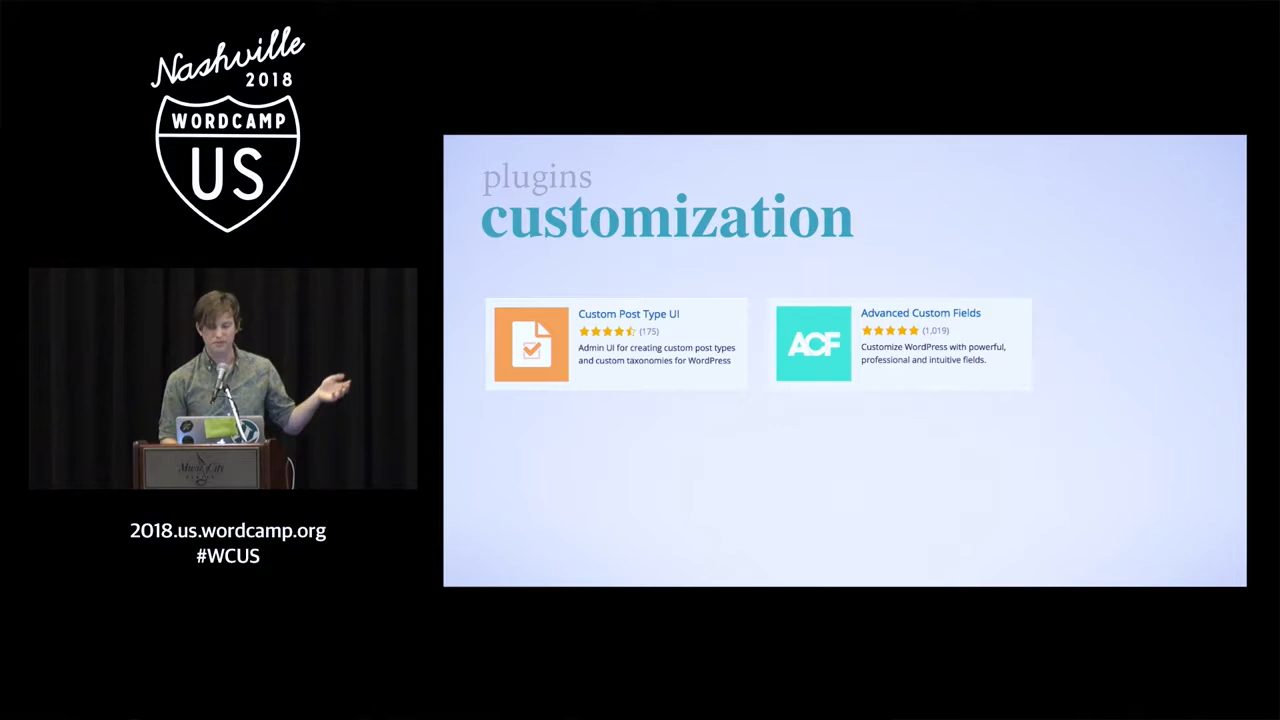 Nashville
2018
WORDCAMP
US
plugins
customization
Custom Post Type UI
(175)
Admin UI for creating custom post types
and custom taxonomies for WordPress
ACF
Advanced Custom Fields
(1,019)
Customize WordPress with powerful,
professional and intuitive fields.
Music City
2018.us.wordcamp.org
#WCUS